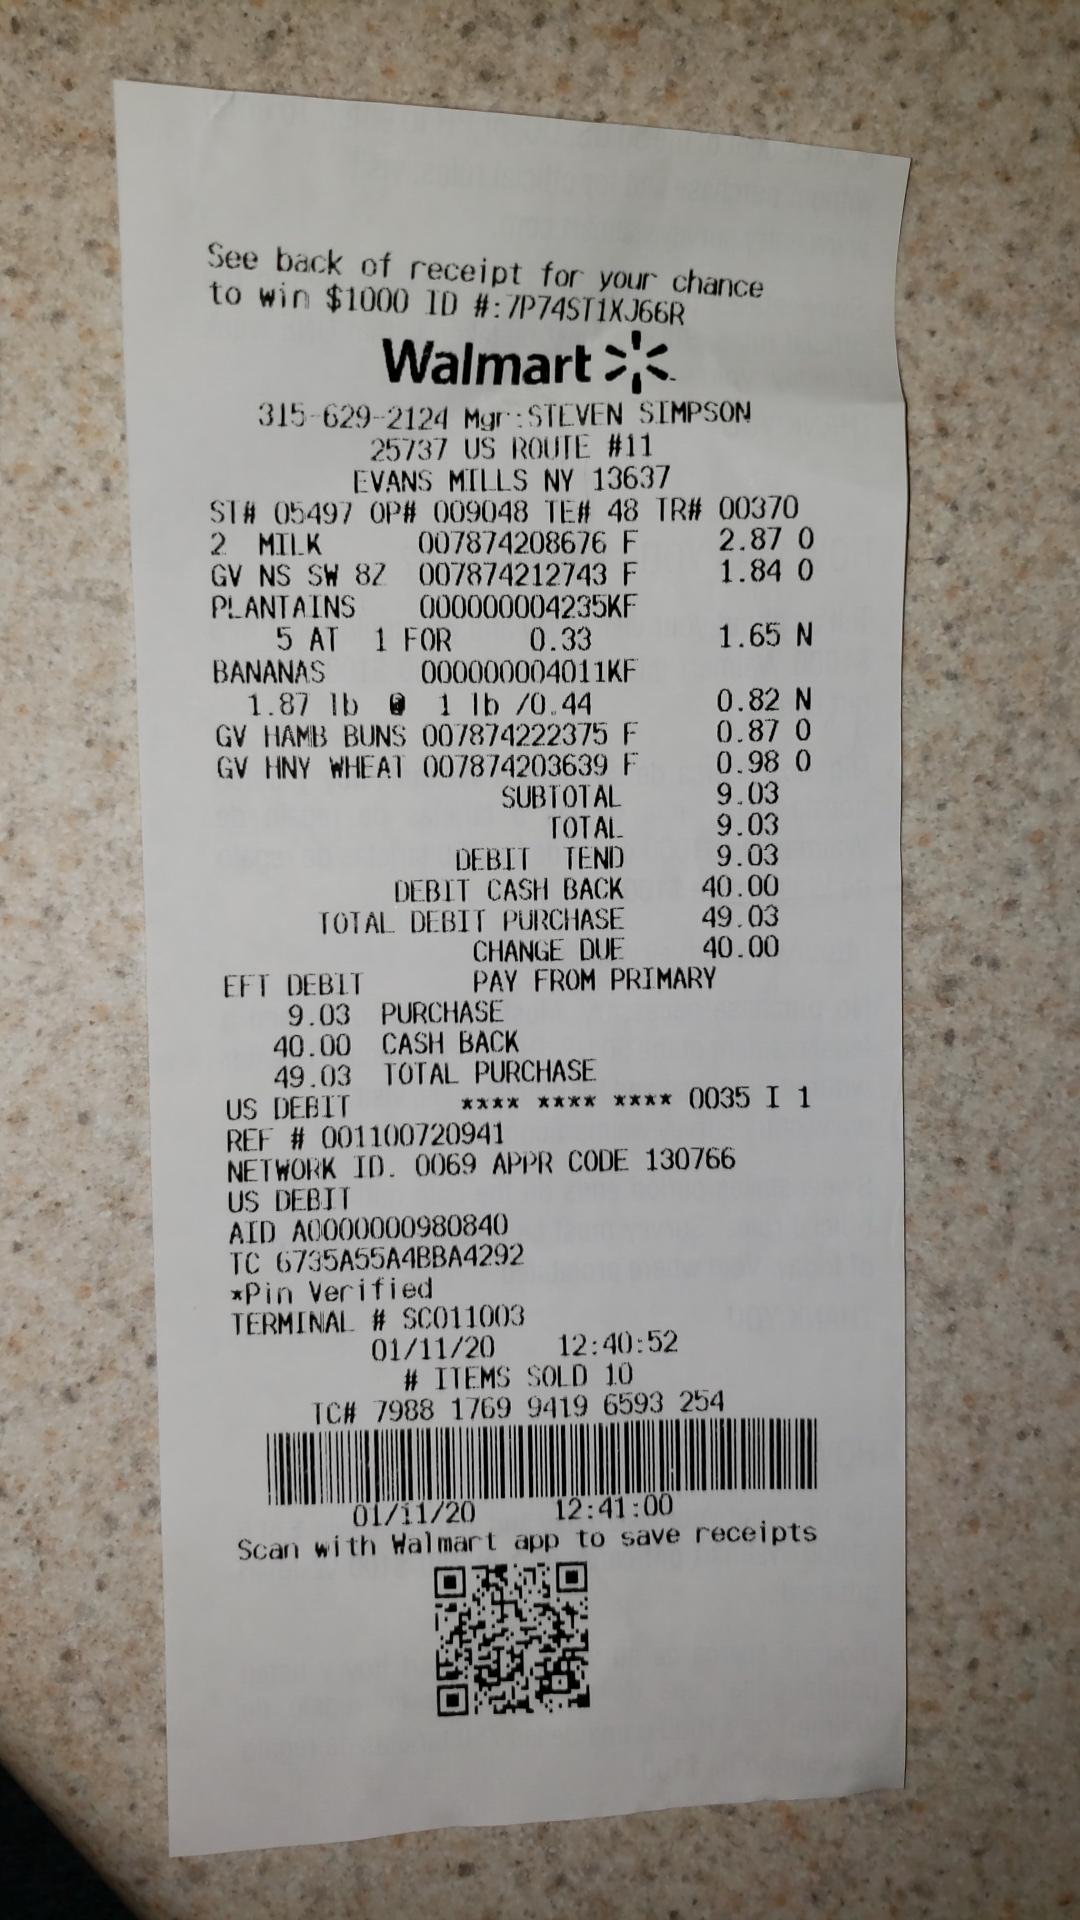 See back of receipt for your chance
to win $1000 ID #:7P74ST1XJ66R
Walmart
315-629-2124 Mgr:STEVEN SIMPSON
25737 US ROUTE #11
EVANS MILLS NY 13637
ST# 05497 OP# 009048 TE# 48 TR# 00370
2 MILK 007874208676 F 2.87 O
GV NS SW 8Z 007874212743 F 1.84 O
PLANTAINS 000000004235KF
5 AT 1 FOR 0.33 1.65 N
BANANAS 000000004011KF
1.87 lb @ 1 lb /0.44 0.82 N
GV HAMB BUNS 007874222375 F 0.87 O
GV HNY WHEAT 007874203639 F 0.98 O
SUBTOTAL 9.03
TOTAL 9.03
DEBIT TEND 9.03
DEBIT CASH BACK 40.00
TOTAL DEBIT PURCHASE 49.03
CHANGE DUE 40.00
EFT DEBIT PAY FROM PRIMARY
9.03 PURCHASE
40.00 CASH BACK
49.03 TOTAL PURCHASE
US DEBIT **** **** **** 0035 I 1
REF # 001100720941
NETWORK ID. 0069 APPR CODE 130766
US DEBIT
AID A0000000980840
TC 6735A55A4BBA4292
*Pin Verified
TERMINAL # SC011003
01/11/20 12:40:52
# ITEMS SOLD 10
TC# 7988 1769 9419 6593 254
01/11/20 12:41:00
Scan with Walmart app to save receipts